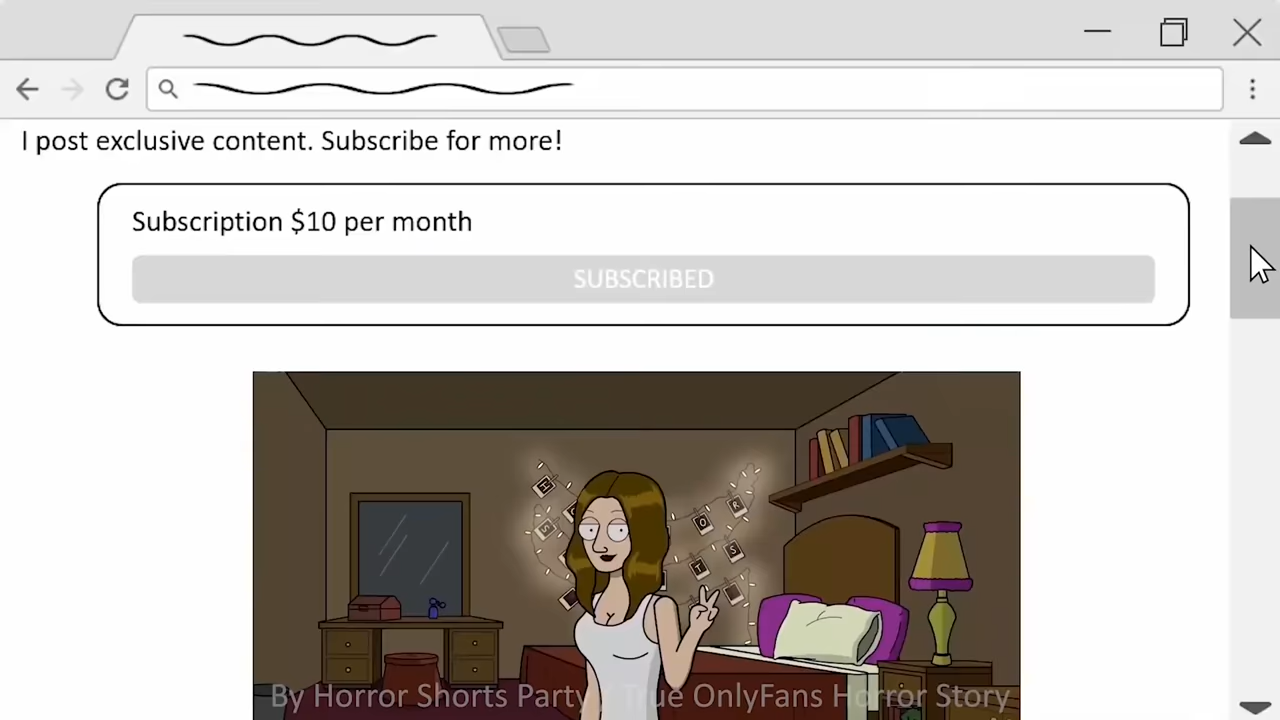 I post exclusive content. Subscribe for more!
Subscription $10 per month
SUBSCRIBED
By Horror Shorts Party / True OnlyFans Horror Story